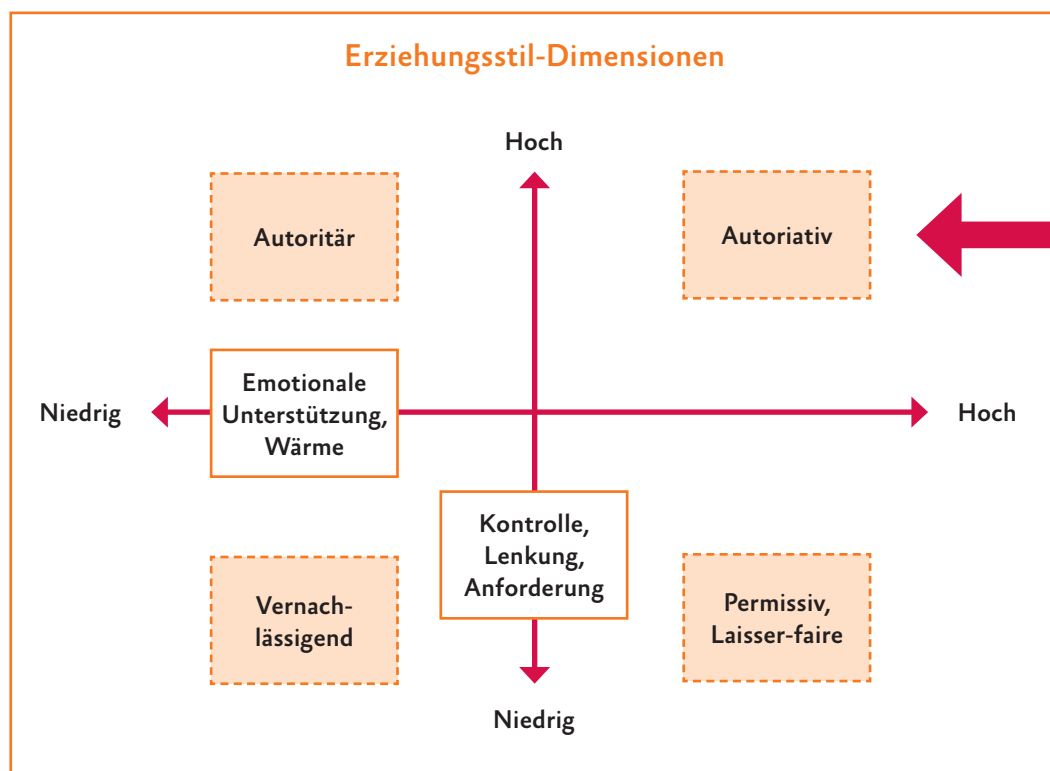 Erziehungsstil-Dimensionen
Hoch
Autoritär
Autoriativ
Niedrig
Emotionale
Unterstützung,
Wärme
Hoch
Kontrolle,
Lenkung,
Anforderung
Vernach-
lässigend
Permissiv,
Laisser-faire
Niedrig